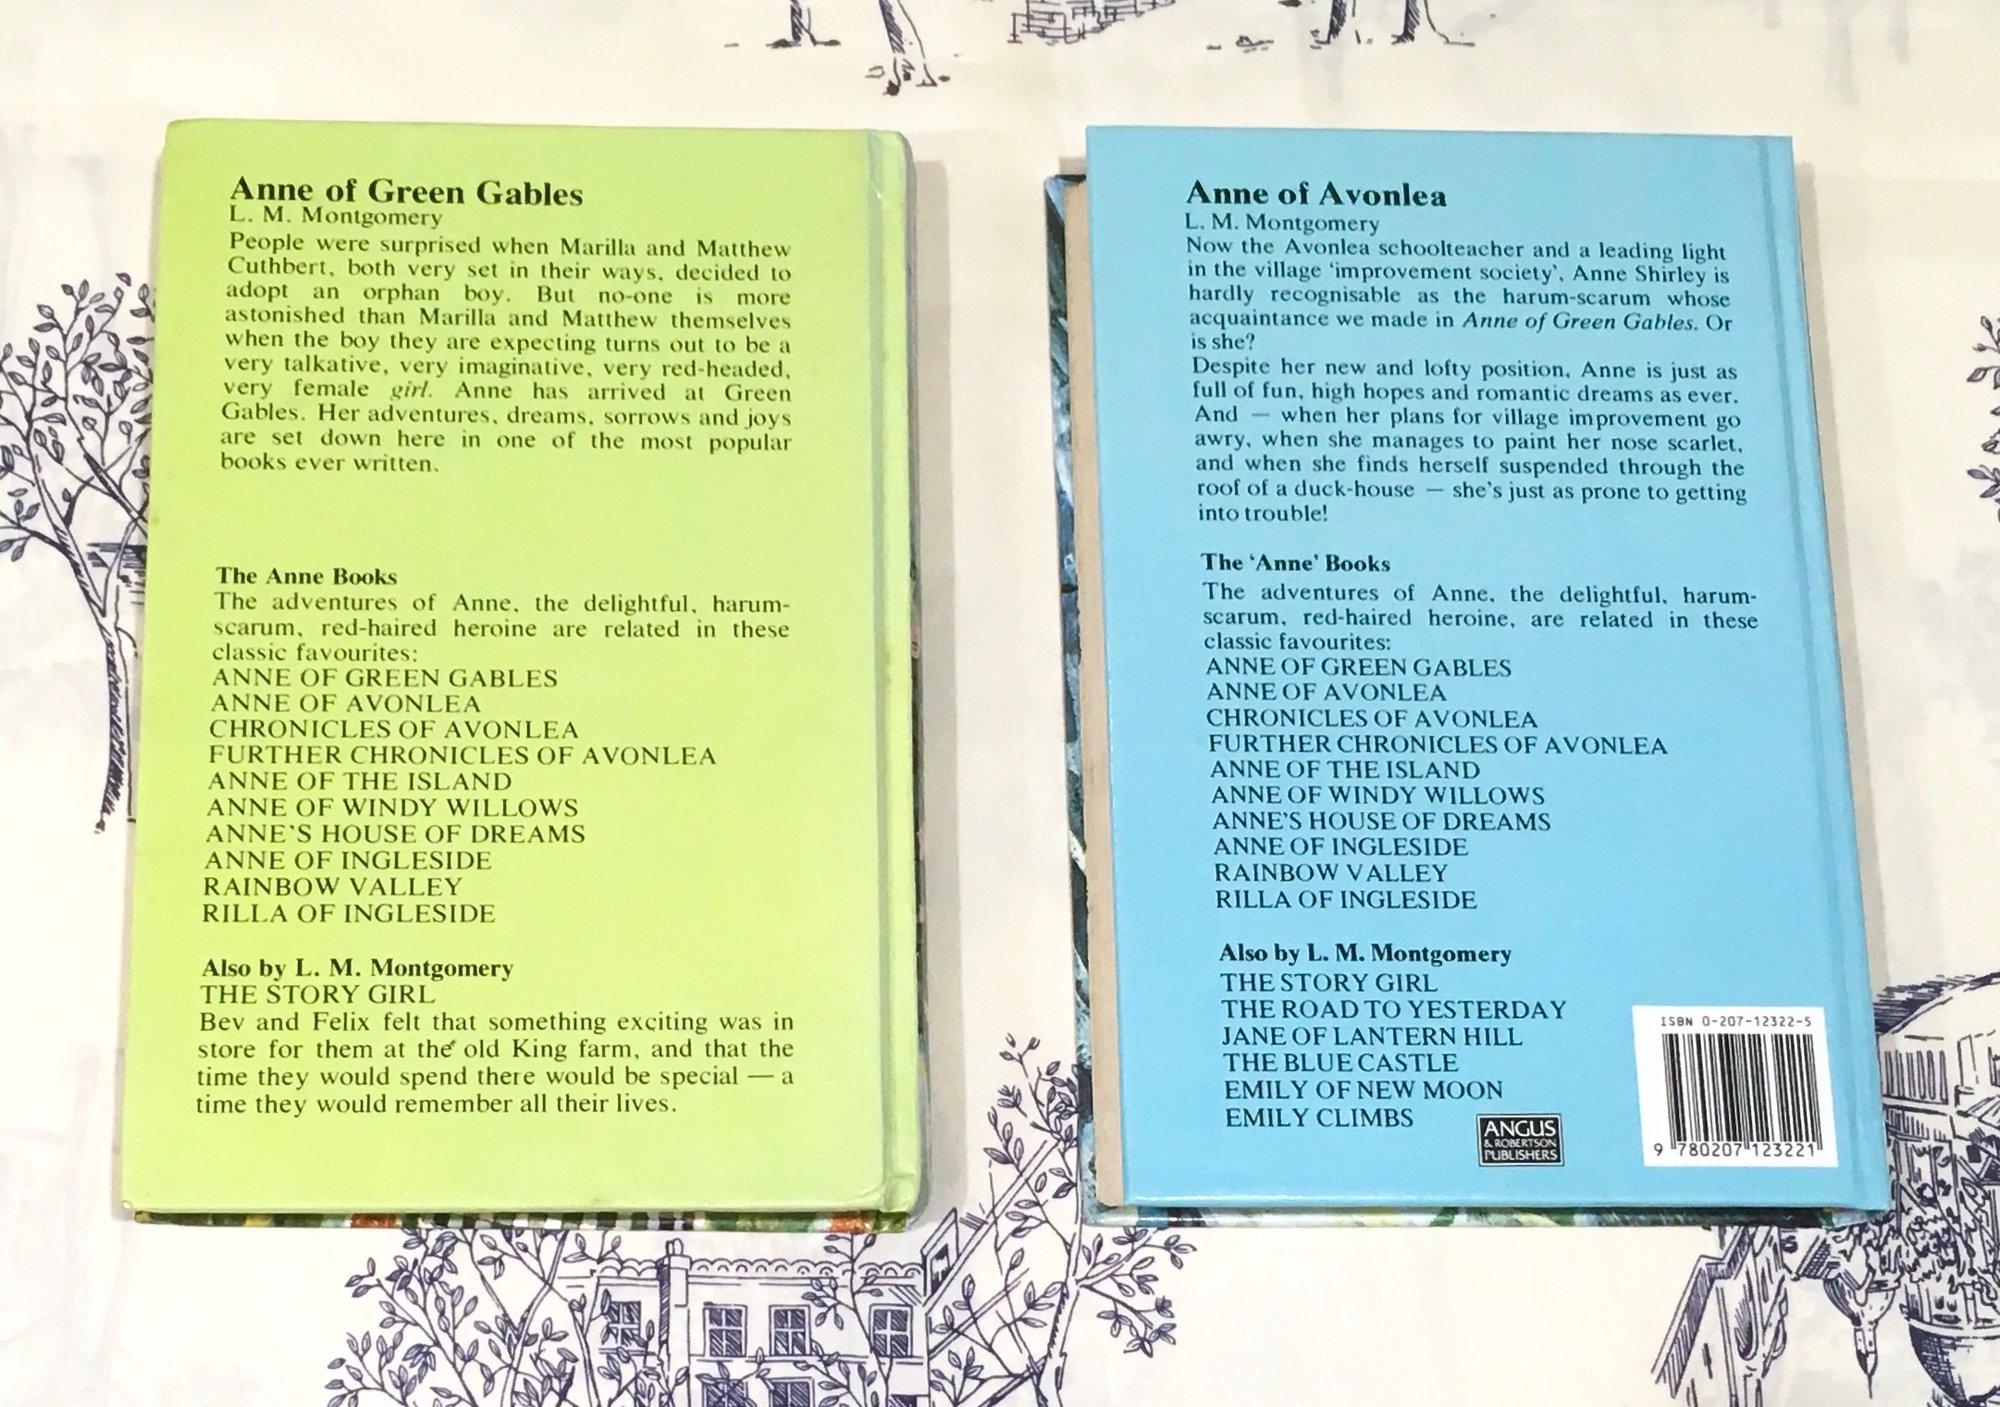 Anne of Green Gables
L. M. Montgomery
People were surprised when Marilla and Matthew
Cuthbert, both very set in their ways, decided to
adopt an orphan boy. But no-one is more
astonished than Marilla and Matthew themselves
when the boy they are expecting turns out to be a
very talkative, very imaginative, very red-headed,
very female girl. Anne has arrived at Green
Gables. Her adventures, dreams, sorrows and joys
are set down here in one of the most popular
books ever written.
The Anne Books
The adventures of Anne, the delightful, harum-
scarum, red-haired heroine are related in these
classic favourites:
ANNE OF GREEN GABLES
ANNE OF AVONLEA
CHRONICLES OF AVONLEA
FURTHER CHRONICLES OF AVONLEA
ANNE OF THE ISLAND
ANNE OF WINDY WILLOWS
ANNE'S HOUSE OF DREAMS
ANNE OF INGLESIDE
RAINBOW VALLEY
RILLA OF INGLESIDE
Also by L. M. Montgomery
THE STORY GIRL
Bev and Felix felt that something exciting was in
store for them at the old King farm, and that the
time they would spend there would be special — a
time they would remember all their lives.
Anne of Avonlea
L. M. Montgomery
Now the Avonlea schoolteacher and a leading light
in the village 'improvement society', Anne Shirley is
hardly recognisable as the harum-scarum whose
acquaintance we made in Anne of Green Gables. Or
is she?
Despite her new and lofty position, Anne is just as
full of fun, high hopes and romantic dreams as ever.
And — when her plans for village improvement go
awry, when she manages to paint her nose scarlet,
and when she finds herself suspended through the
roof of a duck-house — she's just as prone to getting
into trouble!
The 'Anne' Books
The adventures of Anne, the delightful, harum-
scarum, red-haired heroine, are related in these
classic favourites:
ANNE OF GREEN GABLES
ANNE OF AVONLEA
CHRONICLES OF AVONLEA
FURTHER CHRONICLES OF AVONLEA
ANNE OF THE ISLAND
ANNE OF WINDY WILLOWS
ANNE'S HOUSE OF DREAMS
ANNE OF INGLESIDE
RAINBOW VALLEY
RILLA OF INGLESIDE
Also by L. M. Montgomery
THE STORY GIRL
THE ROAD TO YESTERDAY
JANE OF LANTERN HILL
THE BLUE CASTLE
EMILY OF NEW MOON
EMILY CLIMBS
ANGUS
& ROBERTSON
PUBLISHERS
ISBN 0-207-12322-5
9 780207 123221